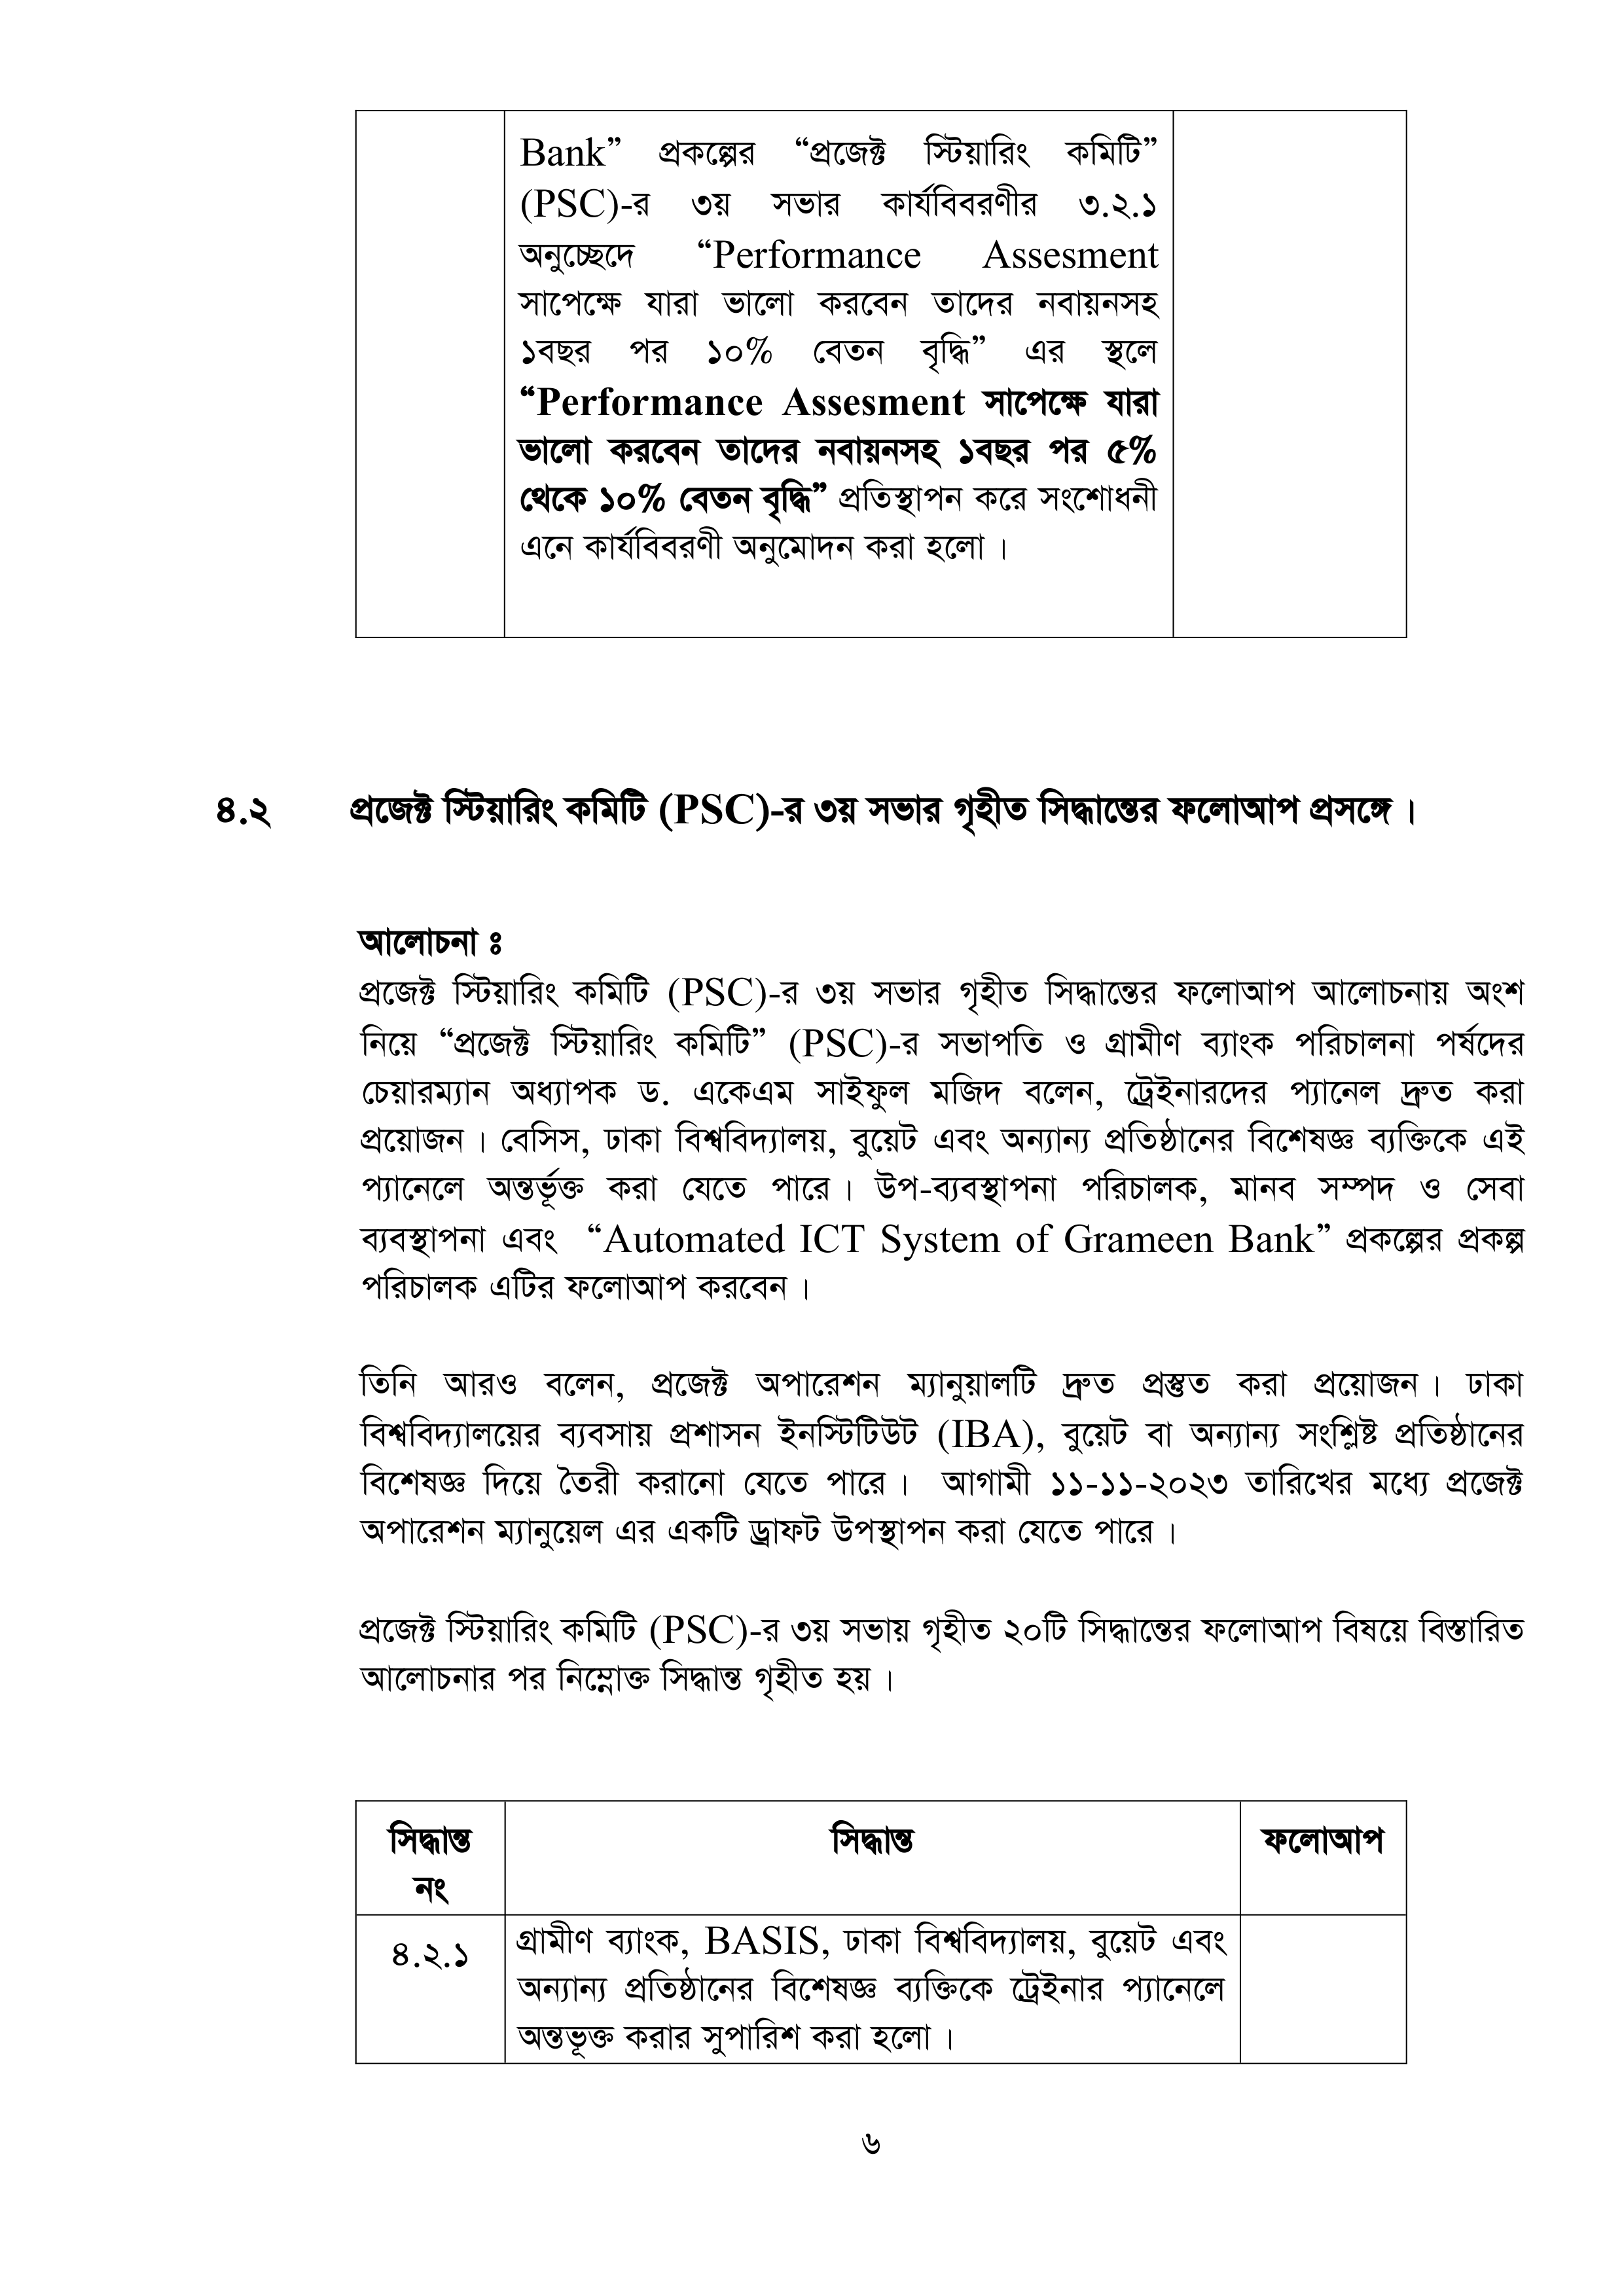 Bank” প্রকল্পের “প্রজেক্ট স্টিয়ারিং কমিটি”
(PSC)-র ৩য় সভার কার্যবিবরণীর ৩.২.১
অনুচ্ছেদে “Performance Assesment
সাপেক্ষে যারা ভালো করবেন তাদের নবায়নসহ
১বছর পর ১০% বেতন বৃদ্ধি” এর স্থলে
“Performance Assesment সাপেক্ষে যারা
ভালো করবেন তাদের নবায়নসহ ১বছর পর ৫%
থেকে ১০% বেতন বৃদ্ধি” প্রতিস্থাপন করে সংশোধনী
এনে কার্যবিবরণী অনুমোদন করা হলো।
৪.২ প্রজেক্ট স্টিয়ারিং কমিটি (PSC)-র ৩য় সভার গৃহীত সিদ্ধান্তের ফলোআপ প্রসঙ্গে।
আলোচনা ঃ
প্রজেক্ট স্টিয়ারিং কমিটি (PSC)-র ৩য় সভার গৃহীত সিদ্ধান্তের ফলোআপ আলোচনায় অংশ
নিয়ে “প্রজেক্ট স্টিয়ারিং কমিটি” (PSC)-র সভাপতি ও গ্রামীণ ব্যাংক পরিচালনা পর্ষদের
চেয়ারম্যান অধ্যাপক ড. একেএম সাইফুল মজিদ বলেন, ট্রেইনারদের প্যানেল দ্রুত করা
প্রয়োজন। বেসিস, ঢাকা বিশ্ববিদ্যালয়, বুয়েট এবং অন্যান্য প্রতিষ্ঠানের বিশেষজ্ঞ ব্যক্তিকে এই
প্যানেলে অন্তর্ভূক্ত করা যেতে পারে। উপ-ব্যবস্থাপনা পরিচালক, মানব সম্পদ ও সেবা
ব্যবস্থাপনা এবং “Automated ICT System of Grameen Bank” প্রকল্পের প্রকল্প
পরিচালক এটির ফলোআপ করবেন।
তিনি আরও বলেন, প্রজেক্ট অপারেশন ম্যানুয়ালটি দ্রুত প্রস্তুত করা প্রয়োজন। ঢাকা
বিশ্ববিদ্যালয়ের ব্যবসায় প্রশাসন ইনস্টিটিউট (IBA), বুয়েট বা অন্যান্য সংশ্লিষ্ট প্রতিষ্ঠানের
বিশেষজ্ঞ দিয়ে তৈরী করানো যেতে পারে। আগামী ১১-১১-২০২৩ তারিখের মধ্যে প্রজেক্ট
অপারেশন ম্যানুয়েল এর একটি ড্রাফট উপস্থাপন করা যেতে পারে।
প্রজেক্ট স্টিয়ারিং কমিটি (PSC)-র ৩য় সভায় গৃহীত ২০টি সিদ্ধান্তের ফলোআপ বিষয়ে বিস্তারিত
আলোচনার পর নিম্নোক্ত সিদ্ধান্ত গৃহীত হয়।
সিদ্ধান্ত সিদ্ধান্ত ফলোআপ
নং
৪.২.১ গ্রামীণ ব্যাংক, BASIS, ঢাকা বিশ্ববিদ্যালয়, বুয়েট এবং
অন্যান্য প্রতিষ্ঠানের বিশেষজ্ঞ ব্যক্তিকে ট্রেইনার প্যানেলে
অন্তভূক্ত করার সুপারিশ করা হলো।
৬